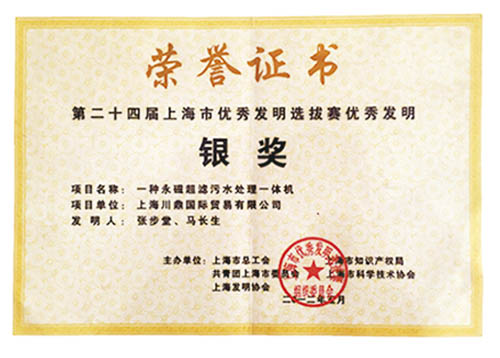 荣誉证书
第二十四届上海市优秀发明选拔赛优秀发明
银奖
项目名称：一种永磁超滤污水处理一体机
项目单位：上海川鼎国际贸易有限公司
发明人：张步堂、马长生
主办单位：上海市总工会 上海市知识产权局
共青团上海市委员会 上海市科学技术协会
上海发明协会
二〇一二年 月